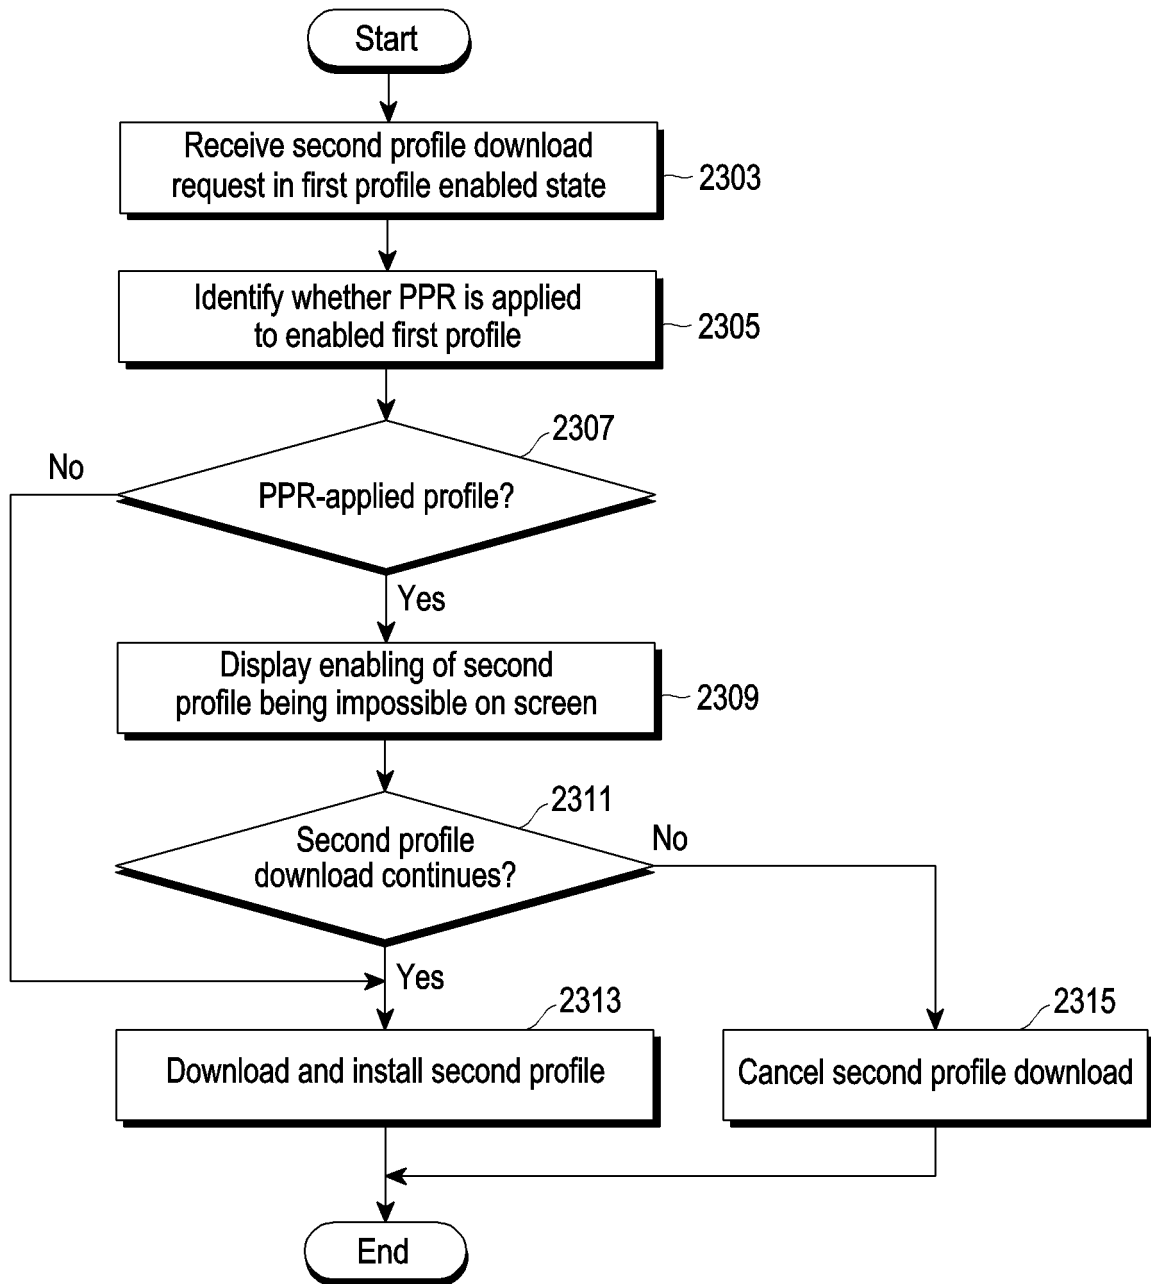 Start
Receive second profile download
request in first profile enabled state
2303
Identify whether PPR is applied
to enabled first profile
2305
2307
No
PPR-applied profile?
Yes
Display enabling of second
profile being impossible on screen
2309
2311
Second profile
download continues?
No
Yes
2313
Download and install second profile
2315
Cancel second profile download
End